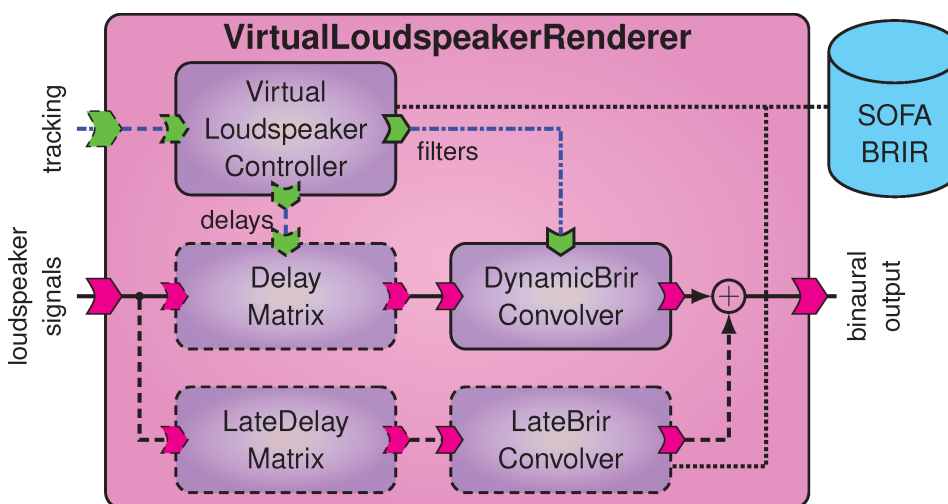 VirtualLoudspeakerRenderer
tracking
Virtual
Loudspeaker
Controller
filters
SOFA
BRIR
delays
loudspeaker
signals
Delay
Matrix
DynamicBrir
Convolver
binaural
output
LateDelay
Matrix
LateBrir
Convolver